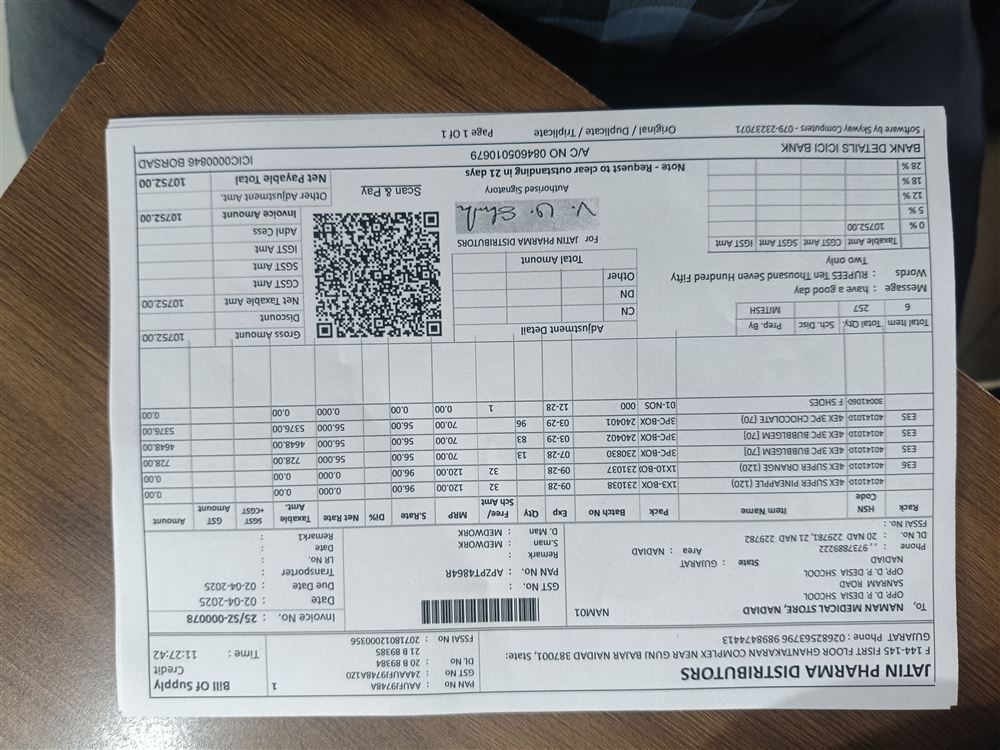 JATIN PHARMA DISTRIBUTORS
F 144-145 FISRT FLOOR GHANTAKARAN COMPLEX NEAR GUNJ BAJAR NAIDAD 387001, State:
GUJARAT Phone : 02682563796 9898474413
PAN No : AAUFJ9748A
GST No : 24AAUFJ9748A1Z0
DL No : 20 B 89384
21 B 89385
FSSAI No : 20718012000356
Bill Of Supply 1
Credit
Time : 11:27:42
To, NAMAN MEDICAL STORE, NADIAD NAM01
OPP. D. P. DESIA SHCOOL
SANRAM ROAD
OPP. D. P. DESIA SHCOOL
NADIAD State : GUJARAT
Phone : , , 9737889222 Area : NADIAD
DL No. : 20 NAD 229781, 21 NAD 229782
FSSAI No. :
GST No. :
PAN No. : APZPT4864R
Remark :
S.man : MEDWORK
D. Man : MEDWORK
Invoice No. : 25/SZ-000078
Date : 02-04-2025
Due Date : 02-04-2025
Transporter :
LR No. :
Date :
Remark1 :
Rack HSN Code Item Name Pack Batch No Exp Qty Free/ Sch Amt MRP S.Rate Di% Net Rate Taxable Amt. SGST +CGST GST Amount Amount
40141010 4EX SUPER PINEAPPLE (120) 1X3-BOX 231038 09-28 32 120.00 96.00 0.000 0.00 0.00
E36 40141010 4EX SUPER ORANGE (120) 1X10-BOX 231037 09-28 32 120.00 96.00 0.000 0.00 0.00
E35 40141010 4EX 3PC BUBBLGEM [70] 3PC-BOX 230830 07-28 13 70.00 56.00 56.000 728.00 728.00
E35 40141010 4EX 3PC BUBBLGEM [70] 3PC-BOX 240402 03-29 83 70.00 56.00 56.000 4648.00 4648.00
E35 40141010 4EX 3PC CHOCOLATE (70) 3PC-BOX 240401 03-29 96 70.00 56.00 56.000 5376.00 5376.00
30041060 F SHOES 01-NOS 000 12-28 1 0.00 0.00 0.000 0.00 0.00
Total Item Total Qty. Sch. Disc Prep. By
6 257 MITESH
Message : have a good day
Words : RUPEES Ten Thousand Seven Hundred Fifty
Two only
Taxable Amt CGST Amt SGST Amt IGST Amt
0 % 10752.00
5 %
12 %
18 %
28 %
Adjustment Detail
CN
DN
Other
Total Amount
For JATIN PHARMA DISTRIBUTORS
Authorised Signatory
Scan & Pay
Gross Amount 10752.00
Discount
Net Taxable Amt 10752.00
CGST Amt
SGST Amt
IGST Amt
Adnl Cess
Invoice Amount 10752.00
Other Adjustment Amt.
Net Payable Total 10752.00
Note - Request to clear outstanding in 21 days
BANK DETAILS ICICI BANK A/C NO 084605010679 ICIC0000846 BORSAD
Software by Skyway Computers - 079-23237071 Original / Duplicate / Triplicate Page 1 Of 1